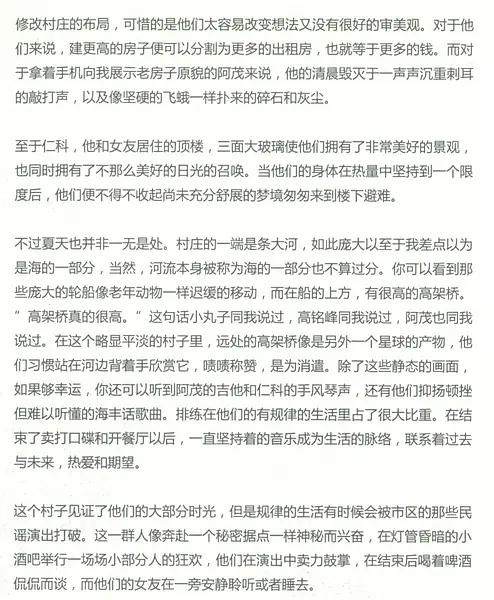 修改村庄的布局，可惜的是他们太容易改变想法又没有很好的审美观。对于他
们来说，建更高的房子便可以分割为更多的出租房，也就等于更多的钱。而对
于拿着手机向我展示老房子原貌的阿茂来说，他的清晨毁灭于一声声沉重刺耳
的敲打声，以及像坚硬的飞蛾一样扑来的碎石和灰尘。
至于仁科，他和女友居住的顶楼，三面大玻璃使他们拥有了非常美好的景观，
也同时拥有了不那么美好的日光的召唤。当他们的身体在热量中坚持到一个限
度后，他们便不得不收起尚未充分舒展的梦境匆匆来到楼下避难。
不过夏天也并非一无是处。村庄的一端是条大河，如此庞大以至于我差点以为
是海的一部分，当然，河流本身被称为海的一部分也不算过分。你可以看到那
些庞大的轮船像老年动物一样迟缓的移动，而在船的上方，有很高的高架桥。
”高架桥真的很高。”这句话小丸子同我说过，高铭峰同我说过，阿茂也同我
说过。在这个略显平淡的村子里，远处的高架桥像是另外一个星球的产物，他
们习惯站在河边背着手欣赏它，啧啧称赞，是为消遣。除了这些静态的画面，
如果够幸运，你还可以听到阿茂的吉他和仁科的手风琴声，还有他们抑扬顿挫
但难以听懂的海丰话歌曲。排练在他们的有规律的生活里占了很大比重。在结
束了卖打口碟和开餐厅以后，一直坚持着的音乐成为生活的脉络，联系着过去
与未来，热爱和期望。
这个村子见证了他们的大部分时光，但是规律的生活有时候会被市区的那些民
谣演出打破。这一群人像奔赴一个秘密据点一样神秘而兴奋，在灯管昏暗的小
酒吧举行一场场小部分人的狂欢，他们在演出中卖力鼓掌，在结束后喝着啤酒
侃侃而谈，而他们的女友在一旁安静聆听或者睡去。